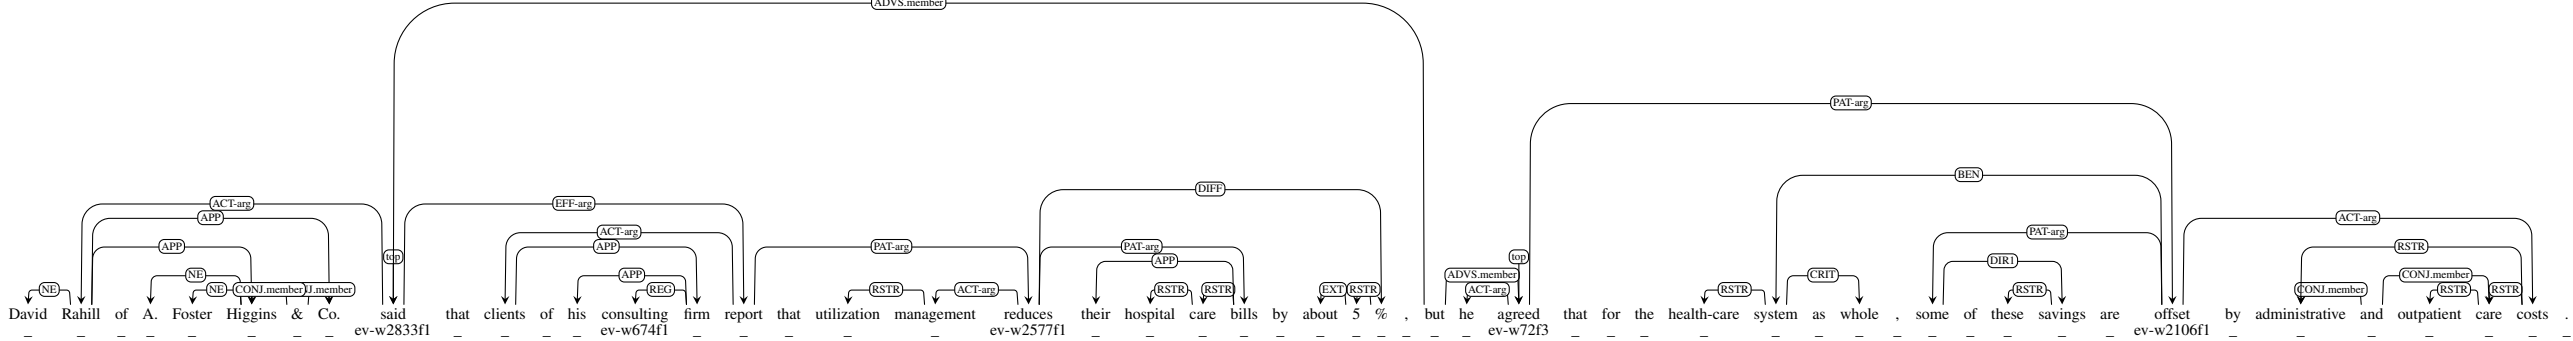 ADVS.member
PAT-arg
BEN
DIFF
ACT-arg EFF-arg
APP ACT-arg
ACT-arg PAT-arg
APP APP PAT-arg PAT-arg RSTR
top top
APP DIR1
NE APP ADVS.member CRIT CONJ.member
NE NE CONJ.member J.member REG RSTR ACT-arg RSTR RSTR EXT RSTR ACT-arg RSTR RSTR CONJ.member RSTR RSTR
David Rahill of A. Foster Higgins & Co. said that clients of his consulting firm report that utilization management reduces their hospital care bills by about 5 % , but he agreed that for the health-care system as whole , some of these savings are offset by administrative and outpatient care costs .
ev-w2833f1 ev-w674f1 ev-w2577f1 ev-w72f3 ev-w2106f1
_ _ _ _ _ _ _ _ _ _ _ _ _ _ _ _ _ _ _ _ _ _ _ _ _ _ _ _ _ _ _ _ _ _ _ _ _ _ _ _ _ _ _ _ _ _ _ _ _ _ _ _